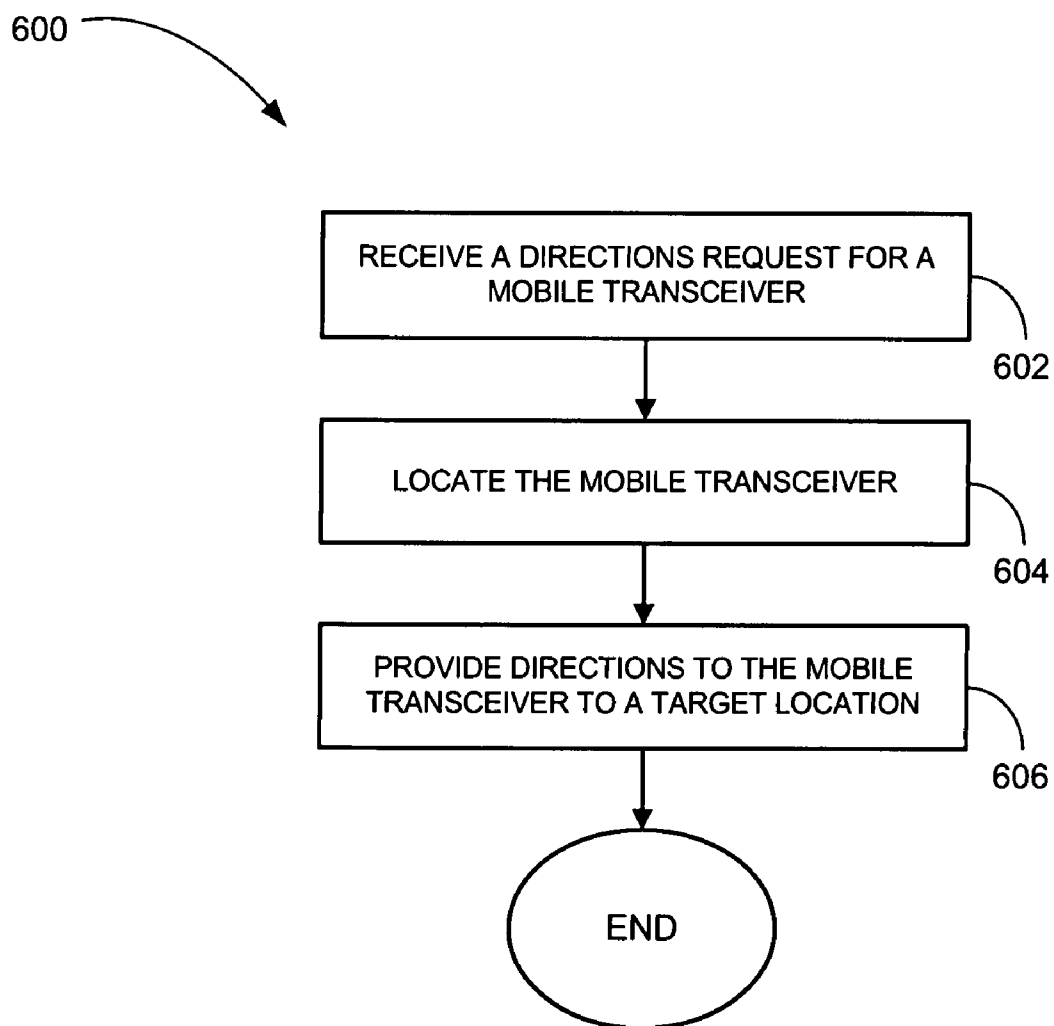 600
RECEIVE A DIRECTIONS REQUEST FOR A
MOBILE TRANSCEIVER
602
LOCATE THE MOBILE TRANSCEIVER
604
PROVIDE DIRECTIONS TO THE MOBILE
TRANSCEIVER TO A TARGET LOCATION
606
END